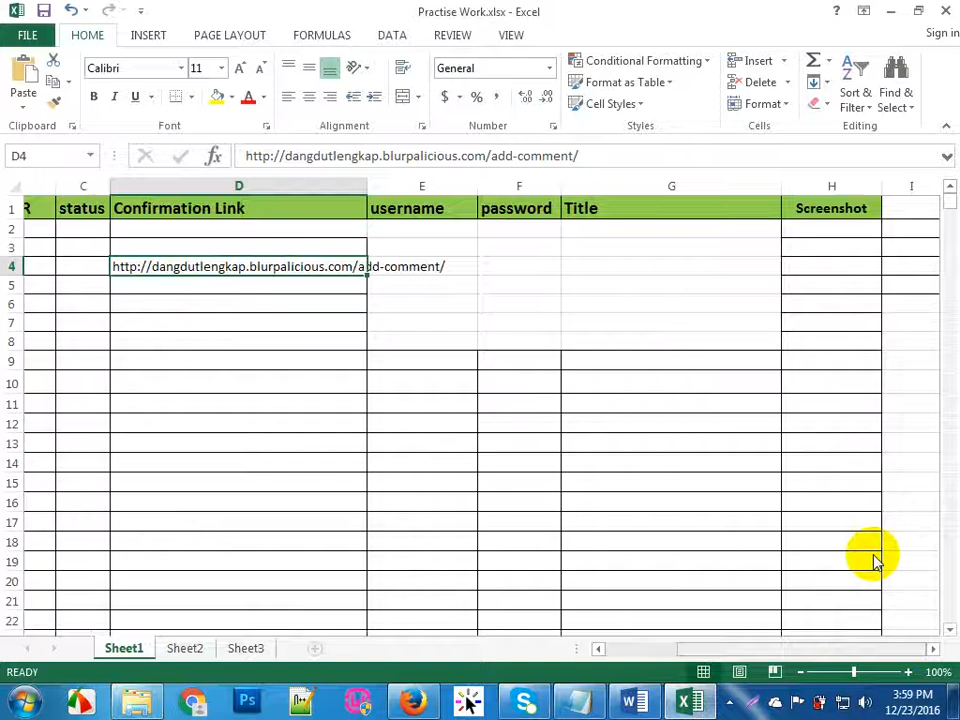 Practise Work.xlsx - Excel
?
FILE HOME INSERT PAGE LAYOUT FORMULAS DATA REVIEW VIEW Sign in
Paste
Calibri 11
A A
B I U
A
General
$ % ,
Conditional Formatting
Format as Table
Cell Styles
Insert
Delete
Format
Sort &
Filter
Find &
Select
Clipboard Font Alignment Number Styles Cells Editing
D4 fx http://dangdutlengkap.blurpalicious.com/add-comment/
C D E F G H I
1 R status Confirmation Link username password Title Screenshot
2
3
4 http://dangdutlengkap.blurpalicious.com/add-comment/
5
6
7
8
9
10
11
12
13
14
15
16
17
18
19
20
21
22
Sheet1 Sheet2 Sheet3
READY 100%
Ps
3:59 PM
12/23/2016